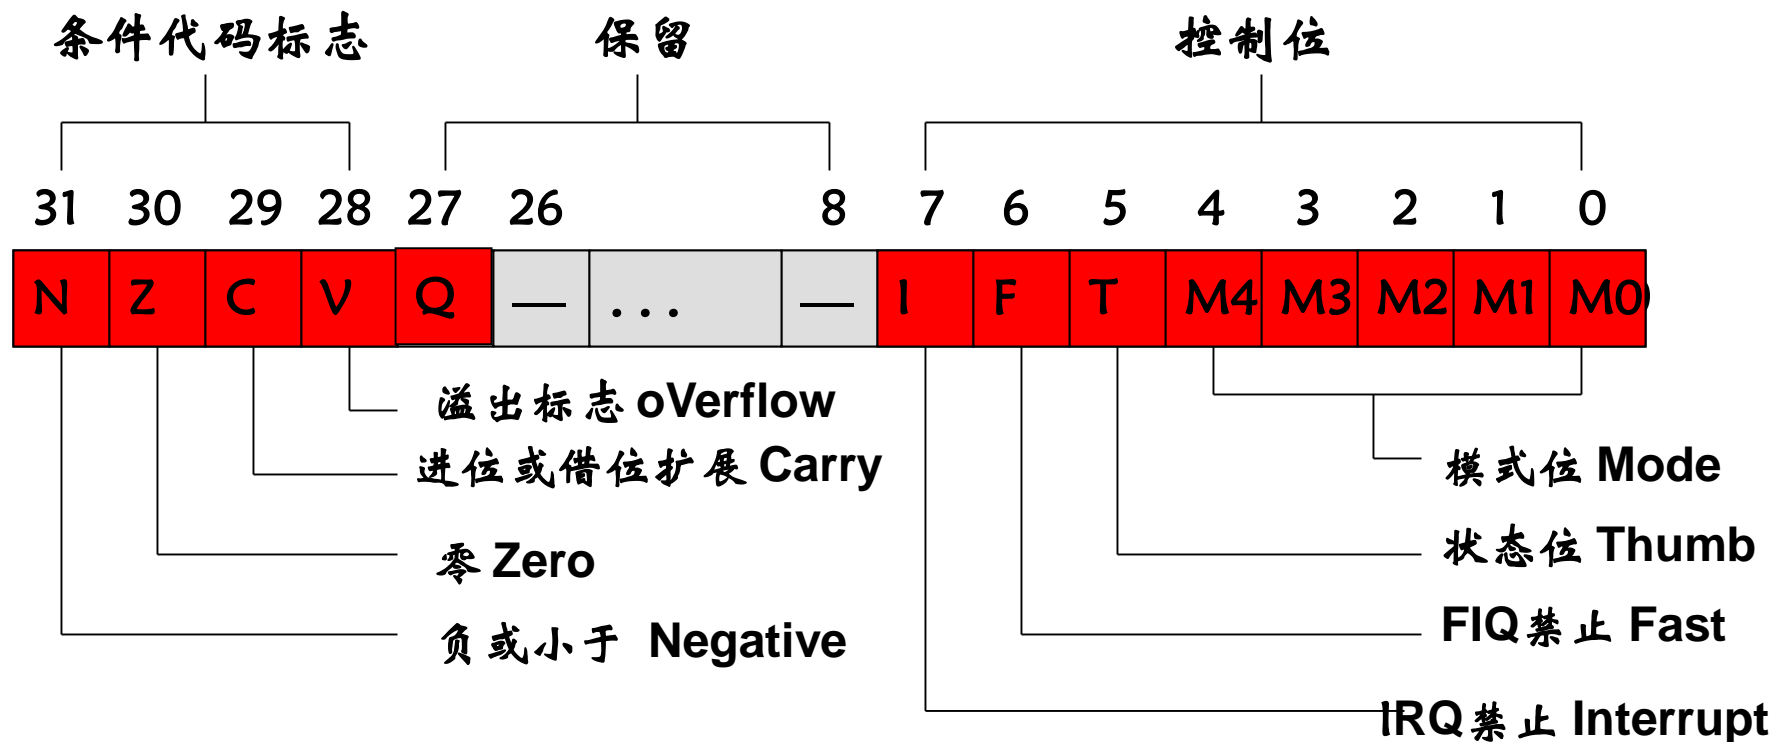 条件代码标志 保留 控制位
31 30 29 28 27 26 8 7 6 5 4 3 2 1 0
N Z C V Q — ... — I F T M4 M3 M2 M1 M0
溢出标志 oVerflow
进位或借位扩展 Carry
模式位 Mode
状态位 Thumb
零 Zero
FIQ禁止 Fast
负或小于 Negative
IRQ禁止 Interrupt